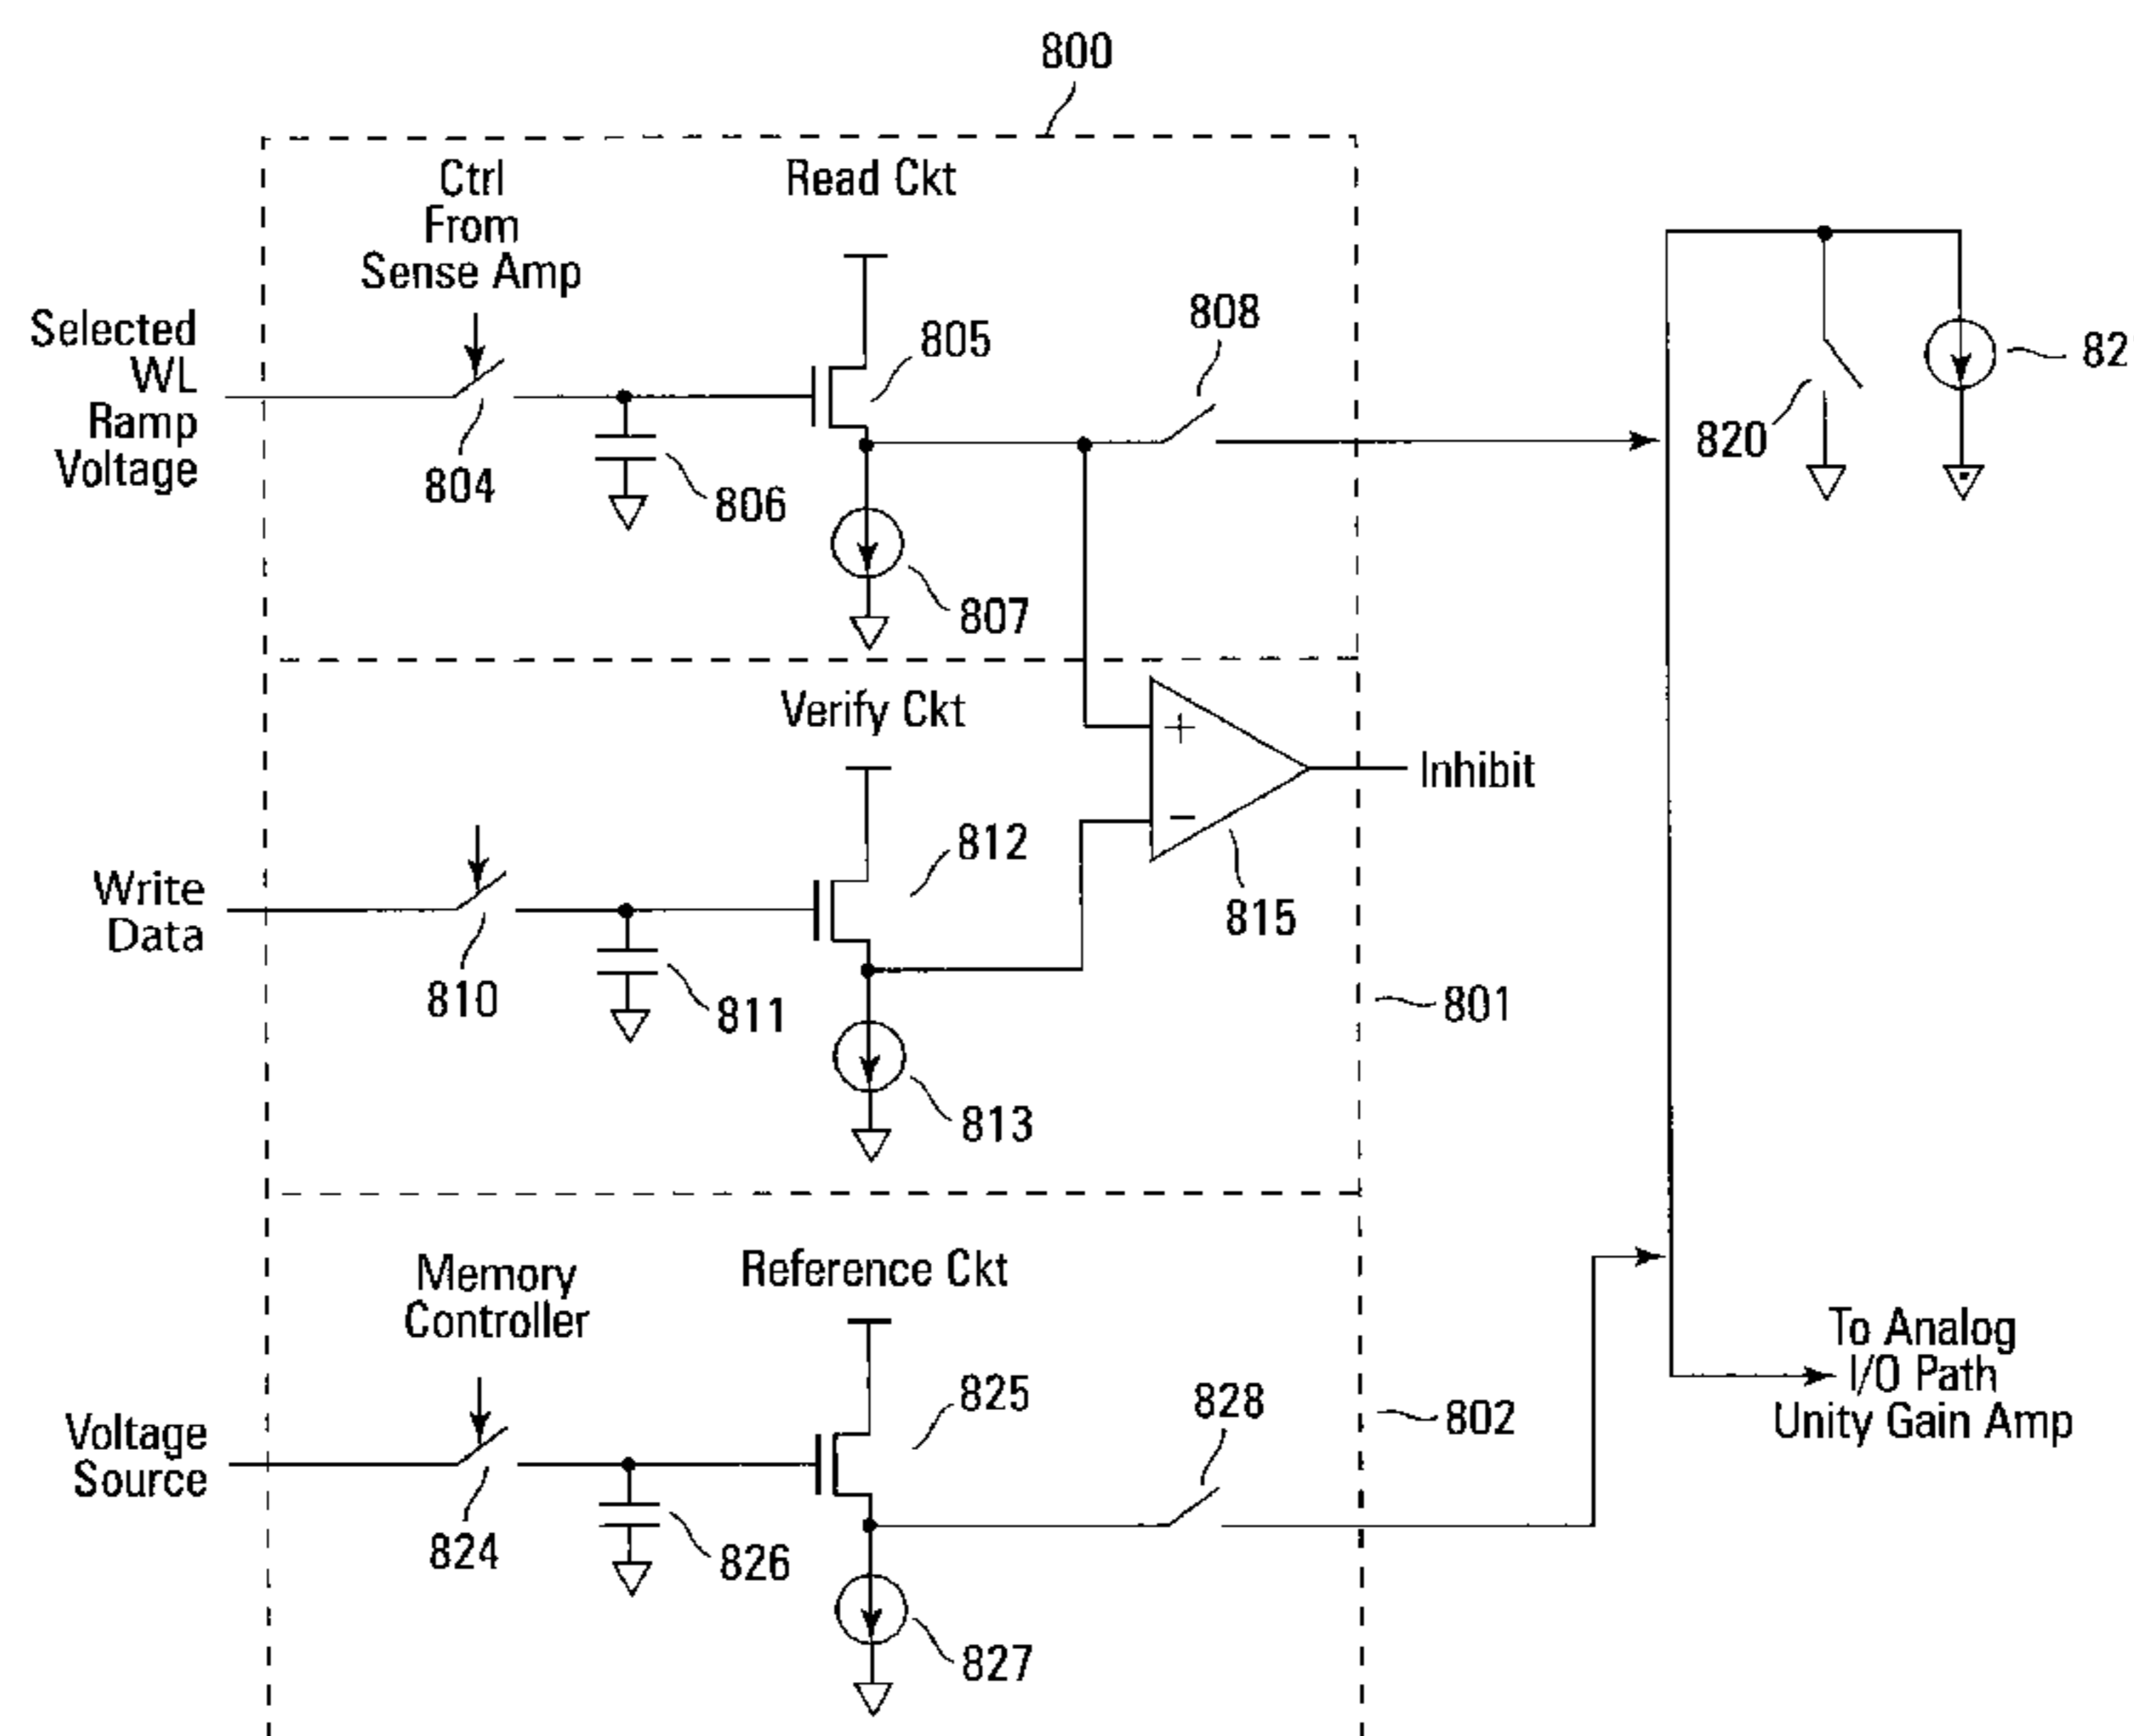 800
Ctrl
From
Sense Amp
Read Ckt
Selected
WL
Ramp
Voltage
804
806
805
807
808
820
82
Verify Ckt
Write
Data
810
811
812
813
+
−
815
Inhibit
801
Memory
Controller
Reference Ckt
Voltage
Source
824
826
825
827
828
802
To Analog
I/O Path
Unity Gain Amp